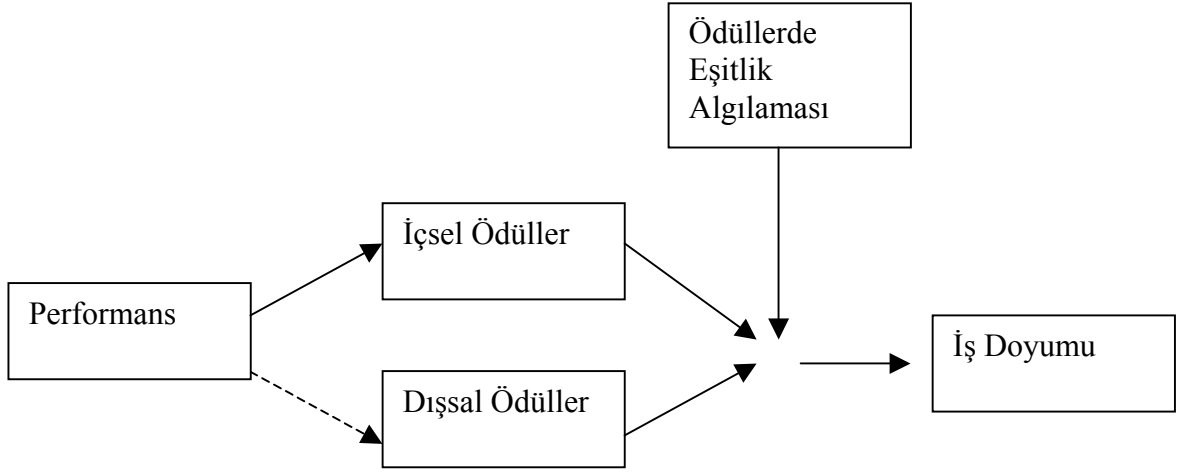 Ödüllerde
Eşitlik
Algılaması
İçsel Ödüller
Performans
İş Doyumu
Dışsal Ödüller